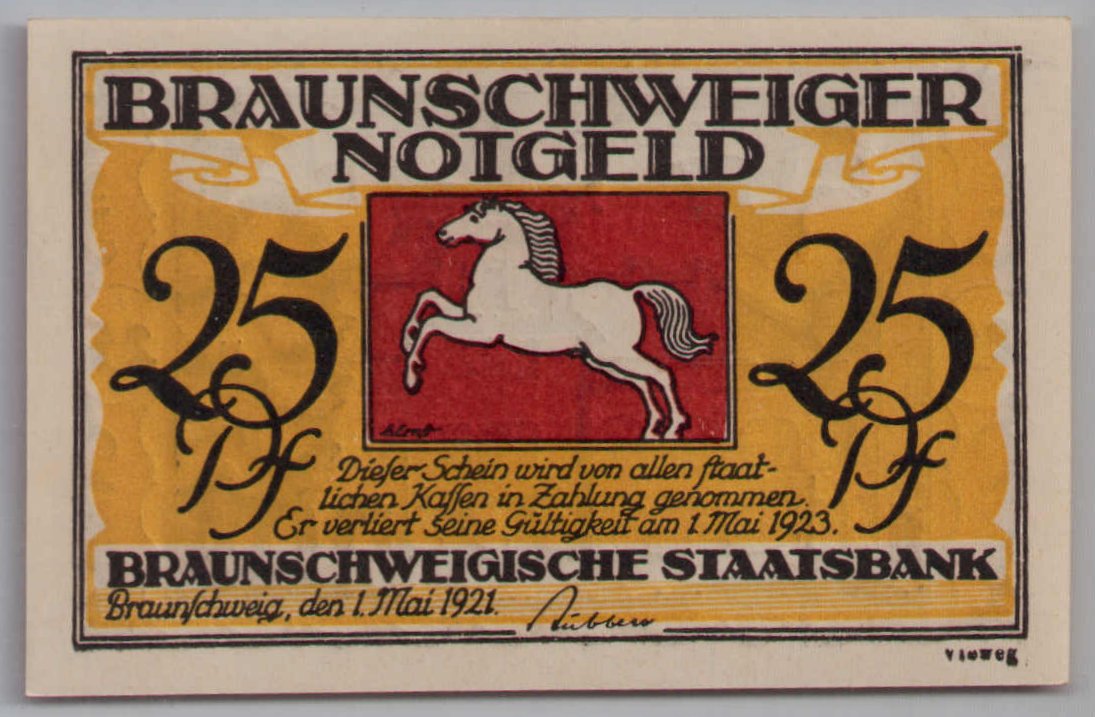 BRAUNSCHWEIGER
NOTGELD
25 Pf
25 Pf
Dieſer Schein wird von allen ſtaat-
lichen Kaſſen in Zahlung genommen.
Er verliert seine Gültigkeit am 1. Mai 1923.
BRAUNSCHWEIGISCHE STAATSBANK
Braunſchweig, den 1. Mai 1921.
vieweg